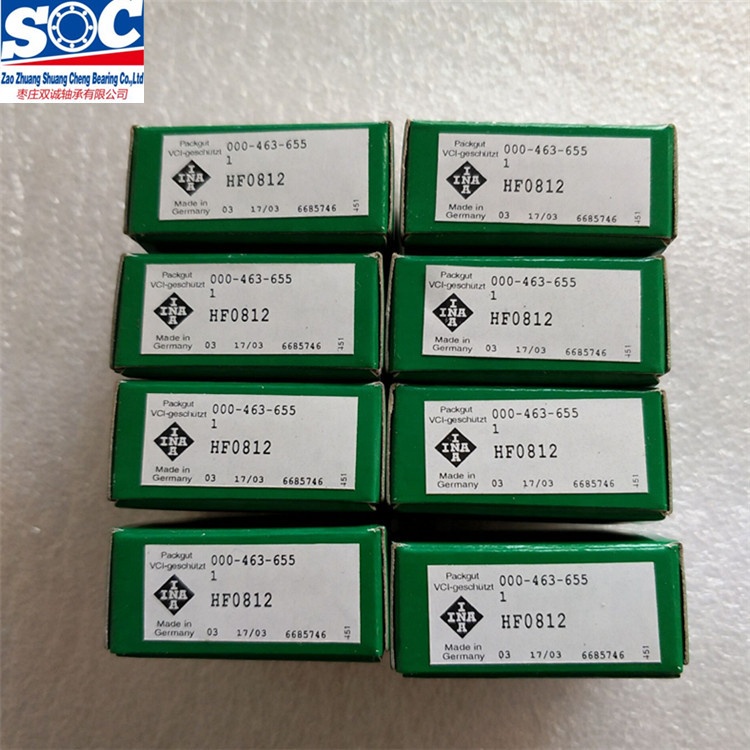 SOC
Zao Zhuang Shuang Cheng Bearing Co.,Ltd
枣庄双诚轴承有限公司
Packgut 000-463-655
VCI-geschützt 1
INA INA HF0812
Made in
Germany 03 17/03 6685746 451
Packgut 000-463-655
VCI-geschützt 1
INA INA HF0812
Made in
Germany 03 17/03 6685746 451
Packgut 000-463-655
VCI-geschützt 1
INA INA HF0812
Made in
Germany 03 17/03 6685746 451
Packgut 000-463-655
VCI-geschützt 1
INA INA HF0812
Made in
Germany 03 17/03 6685746 451
Packgut 000-463-655
VCI-geschützt 1
INA INA HF0812
Made in
Germany 03 17/03 6685746 451
Packgut 000-463-655
VCI-geschützt 1
INA INA HF0812
Made in
Germany 03 17/03 6685746 451
Packgut 000-463-655
VCI-geschützt 1
INA INA HF0812
Made in
Germany 03 17/03 6685746 451
Packgut 000-463-655
VCI-geschützt 1
INA INA HF0812
Made in
Germany 03 17/03 6685746 451